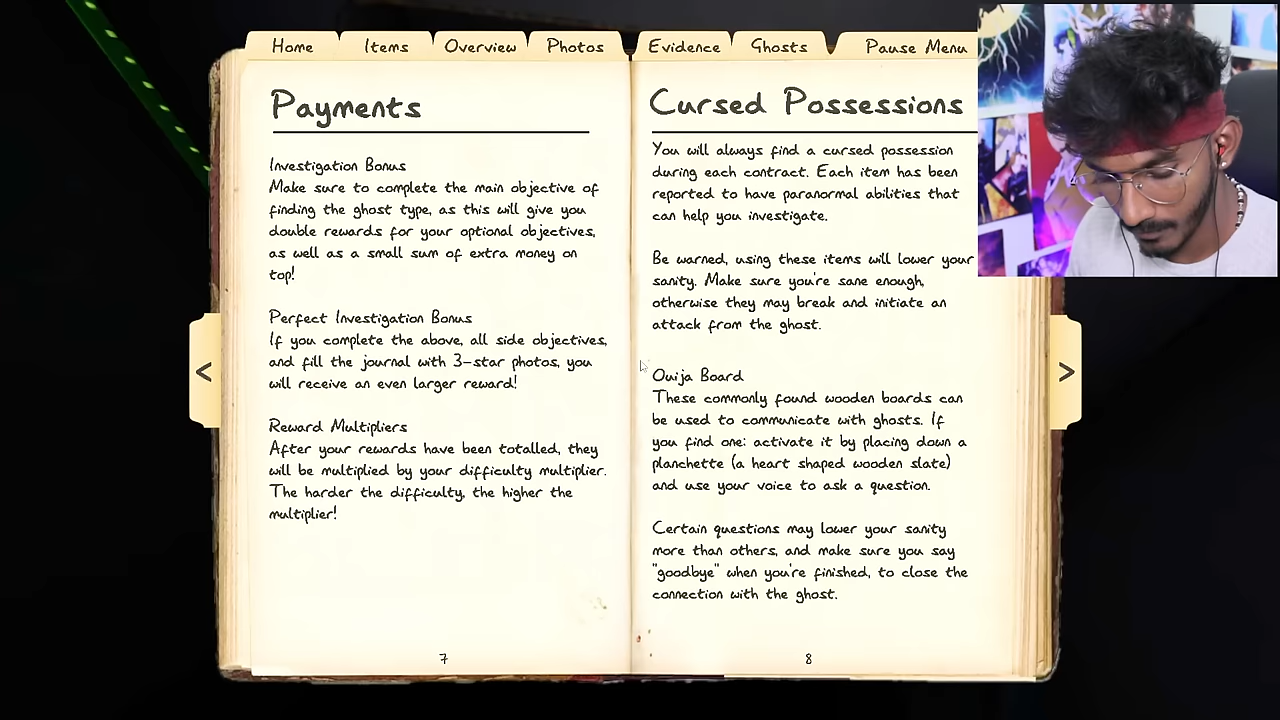 Home
Items
Overview
Photos
Evidence
Ghosts
Pause Menu
Payments
Investigation Bonus
Make sure to complete the main objective of
finding the ghost type, as this will give you
double rewards for your optional objectives,
as well as a small sum of extra money on
top!
Perfect Investigation Bonus
If you complete the above, all side objectives,
and fill the journal with 3-star photos, you
will receive an even larger reward!
Reward Multipliers
After your rewards have been totalled, they
will be multiplied by your difficulty multiplier.
The harder the difficulty, the higher the
multiplier!
7
Cursed Possessions
You will always find a cursed possession
during each contract. Each item has been
reported to have paranormal abilities that
can help you investigate.
Be warned, using these items will lower your
sanity. Make sure you're sane enough,
otherwise they may break and initiate an
attack from the ghost.
Ouija Board
These commonly found wooden boards can
be used to communicate with ghosts. If
you find one: activate it by placing down a
planchette (a heart shaped wooden slate)
and use your voice to ask a question.
Certain questions may lower your sanity
more than others, and make sure you say
"goodbye" when you're finished, to close the
connection with the ghost.
8
<
>